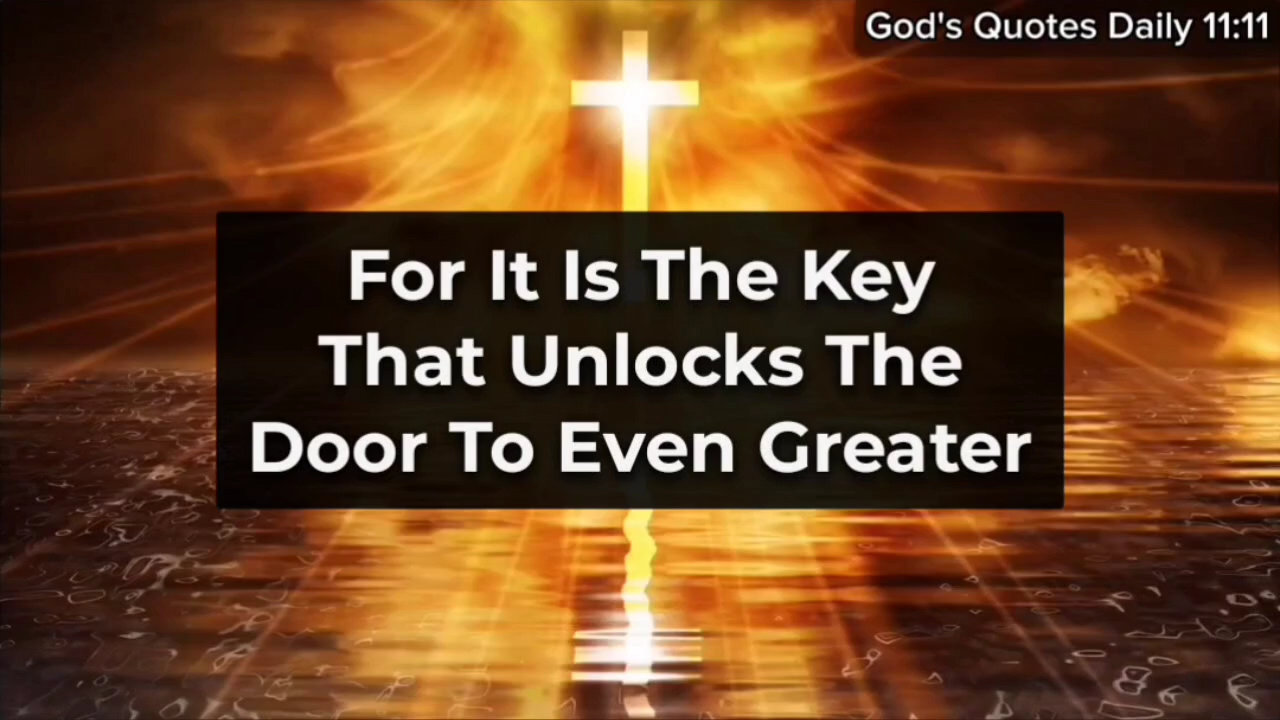 God's Quotes Daily 11:11
For It Is The Key
That Unlocks The
Door To Even Greater